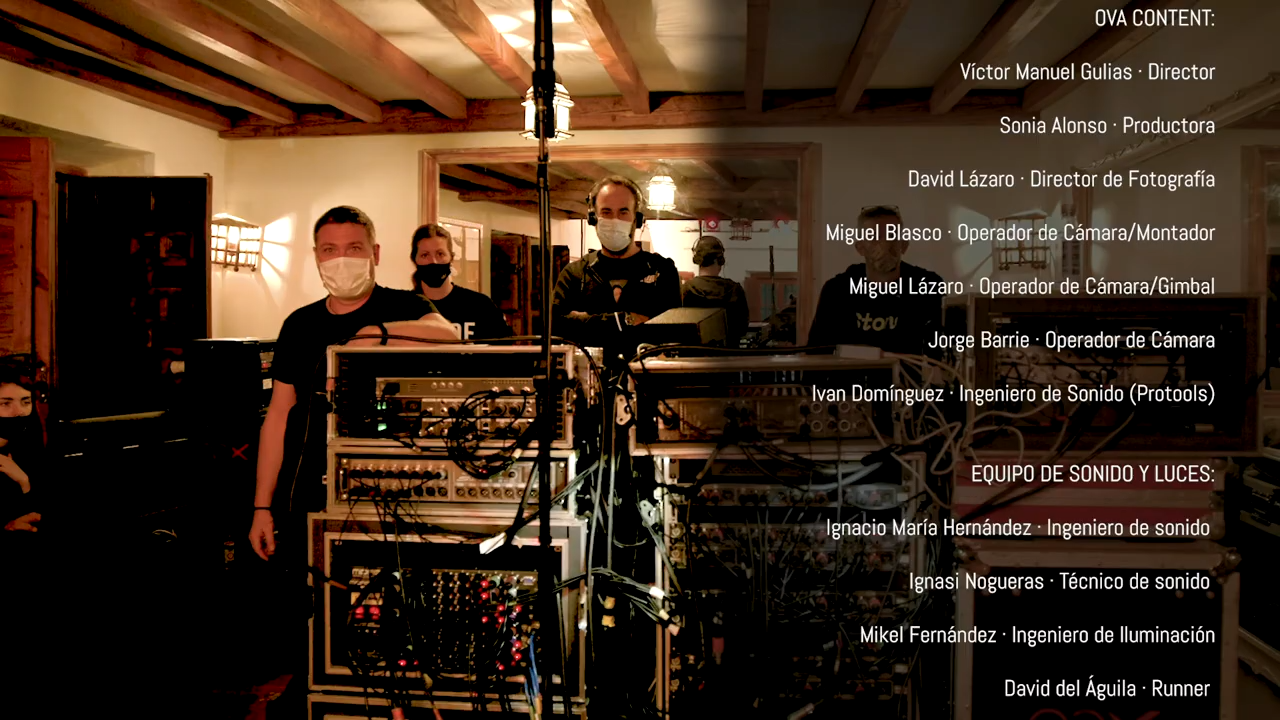 OVA CONTENT:
Víctor Manuel Gulias · Director
Sonia Alonso · Productora
David Lázaro · Director de Fotografía
Miguel Blasco · Operador de Cámara/Montador
Miguel Lázaro · Operador de Cámara/Gimbal
Jorge Barrie · Operador de Cámara
Ivan Domínguez · Ingeniero de Sonido (Protools)
EQUIPO DE SONIDO Y LUCES:
Ignacio María Hernández · Ingeniero de sonido
Ignasi Nogueras · Técnico de sonido
Mikel Fernández · Ingeniero de Iluminación
David del Águila · Runner